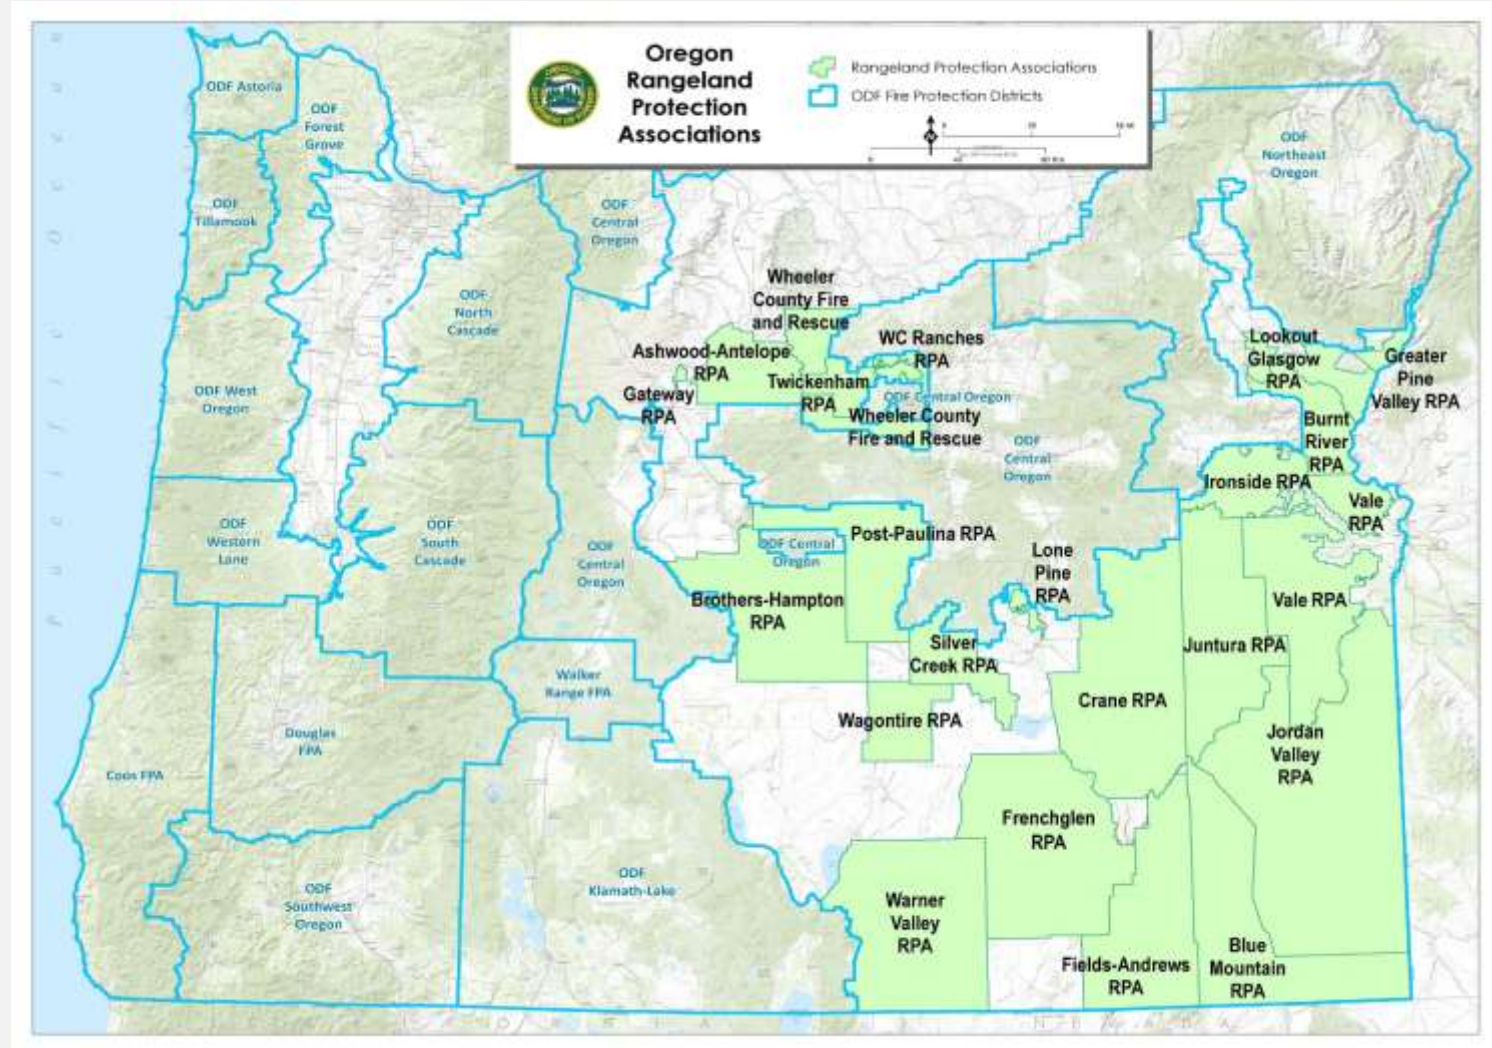 Oregon
Rangeland
Protection
Associations
Rangeland Protection Associations
ODF Fire Protection Districts
ODF Astoria
ODF
Forest
Grove
ODF
Tillamook
ODF
Central
Oregon
ODF
Northeast
Oregon
ODF
North
Cascade
Wheeler
County Fire
and Rescue
WC Ranches
RPA
Ashwood-Antelope
RPA
Gateway
RPA
Twickenham
RPA
ODF Central Oregon
Wheeler County
Fire and Rescue
Lookout
Glasgow
RPA
Greater
Pine
Valley RPA
Burnt
River
RPA
ODF West
Oregon
ODF
Central
Oregon
Ironside RPA
Vale
RPA
ODF
Western
Lane
ODF
South
Cascade
ODF
Central
Oregon
ODF Central
Oregon
Post-Paulina RPA
Lone
Pine
RPA
Brothers-Hampton
RPA
Vale RPA
Silver
Creek RPA
Juntura RPA
Walker
Range FPA
Crane RPA
Wagontire RPA
Douglas
FPA
Jordan
Valley
RPA
Coos FPA
Frenchglen
RPA
ODF
Southwest
Oregon
ODF
Klamath-Lake
Warner
Valley
RPA
Fields-Andrews
RPA
Blue
Mountain
RPA